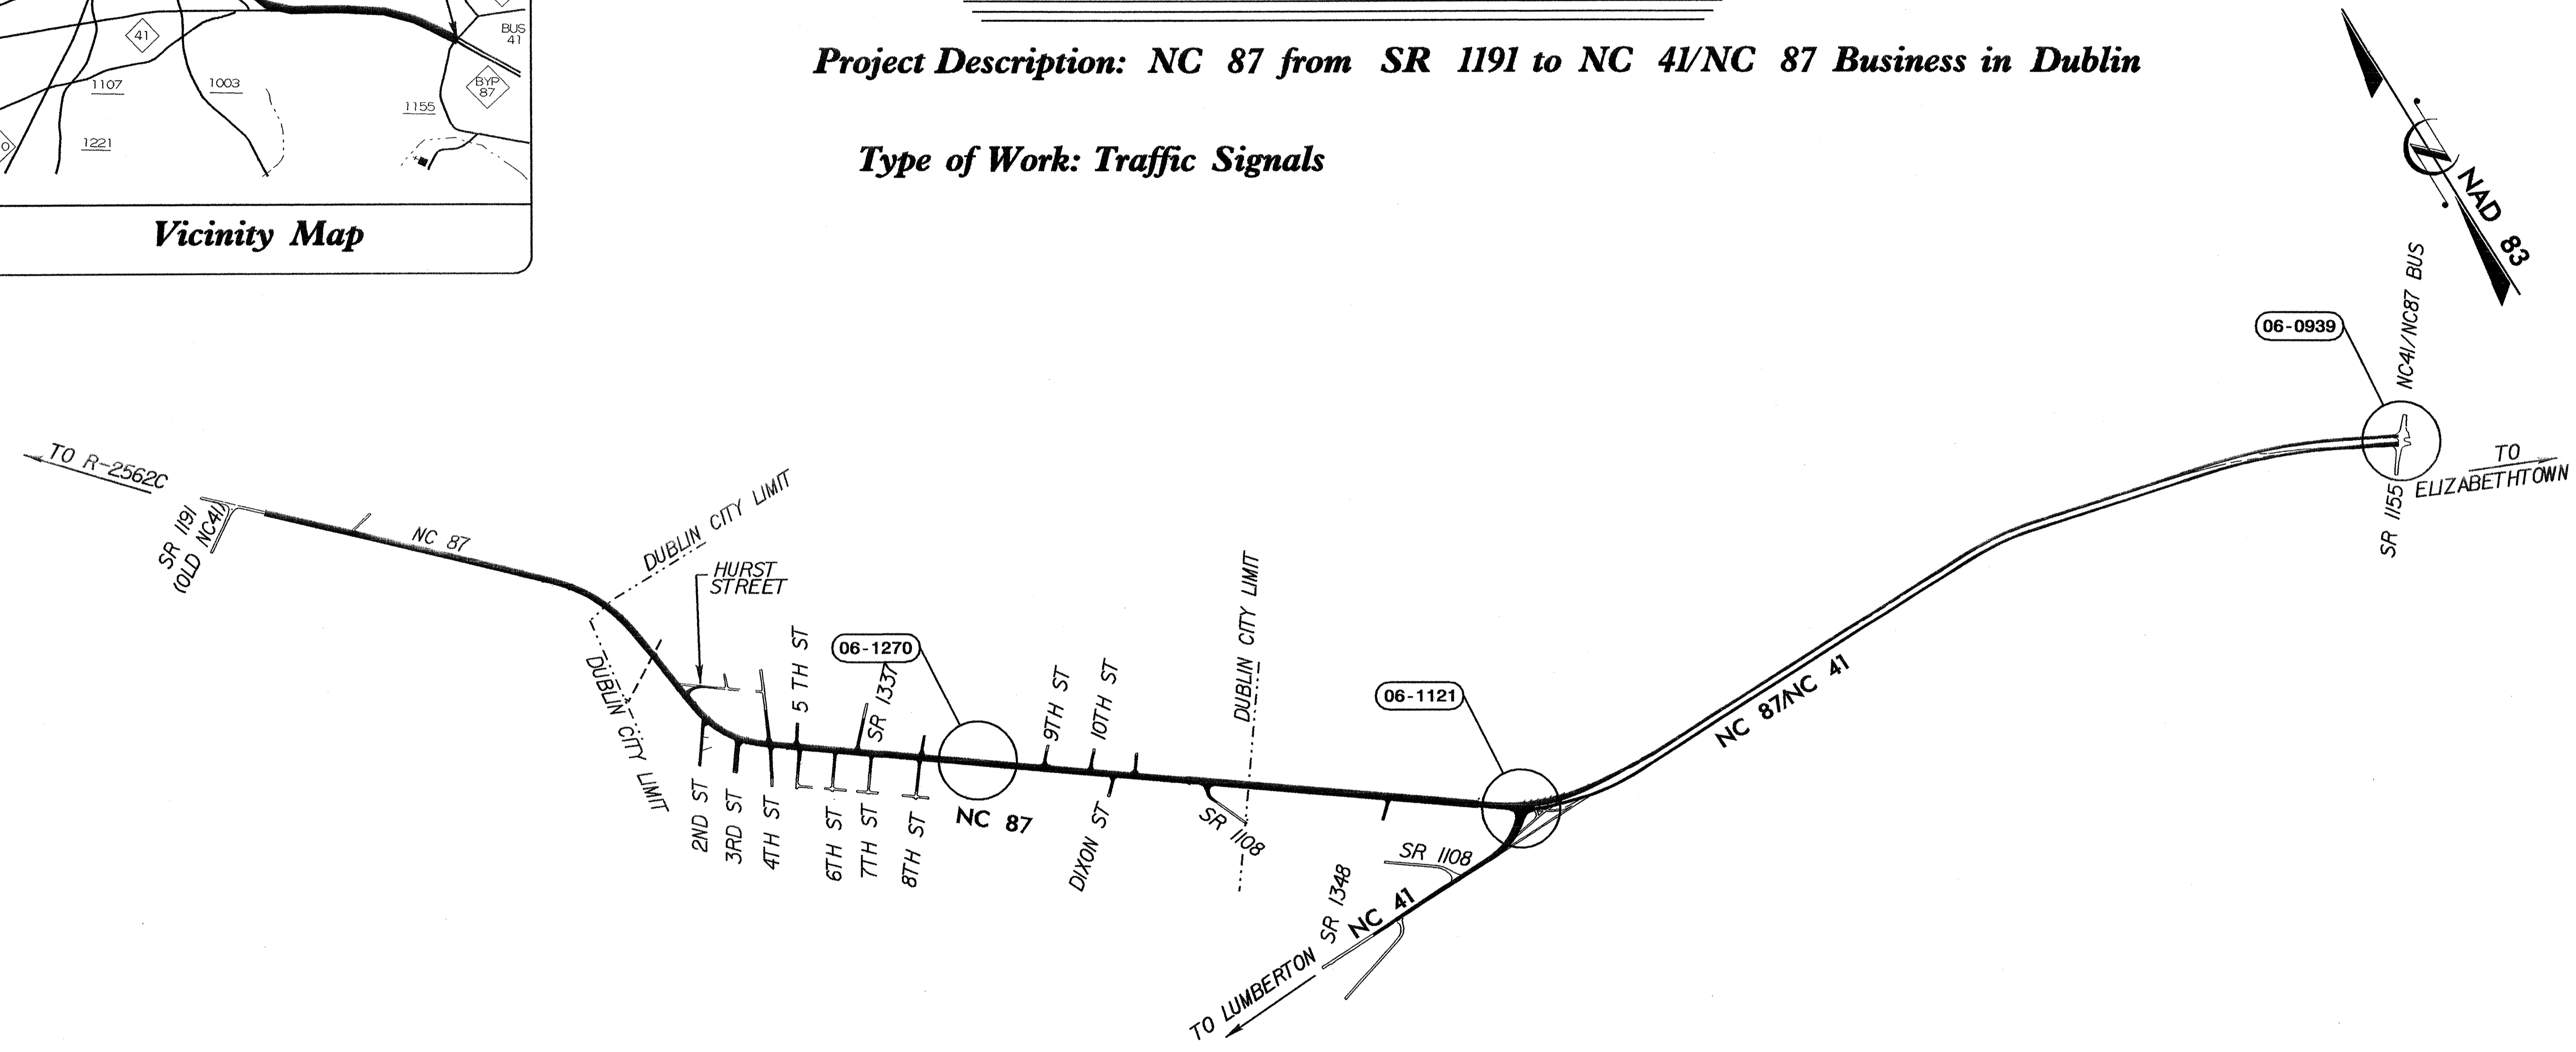 41
BUS
41
BYP
87
1107
1003
1155
1221
Vicinity Map
Project Description: NC 87 from SR 1191 to NC 41/NC 87 Business in Dublin
Type of Work: Traffic Signals
NAD 83
06-0939
NC41/NC87 BUS
TO
ELIZABETHTOWN
SR 1155
TO R-2562C
SR 1191
(OLD NC41)
NC 87
DUBLIN CITY LIMIT
HURST
STREET
DUBLIN CITY LIMIT
5 TH ST
06-1270
SR 1337
9TH ST
10TH ST
DUBLIN CITY LIMIT
06-1121
NC 87/NC 41
2ND ST
3RD ST
4TH ST
6TH ST
7TH ST
8TH ST
NC 87
DIXON ST
SR 1108
SR 1108
SR 1348
NC 41
TO LUMBERTON